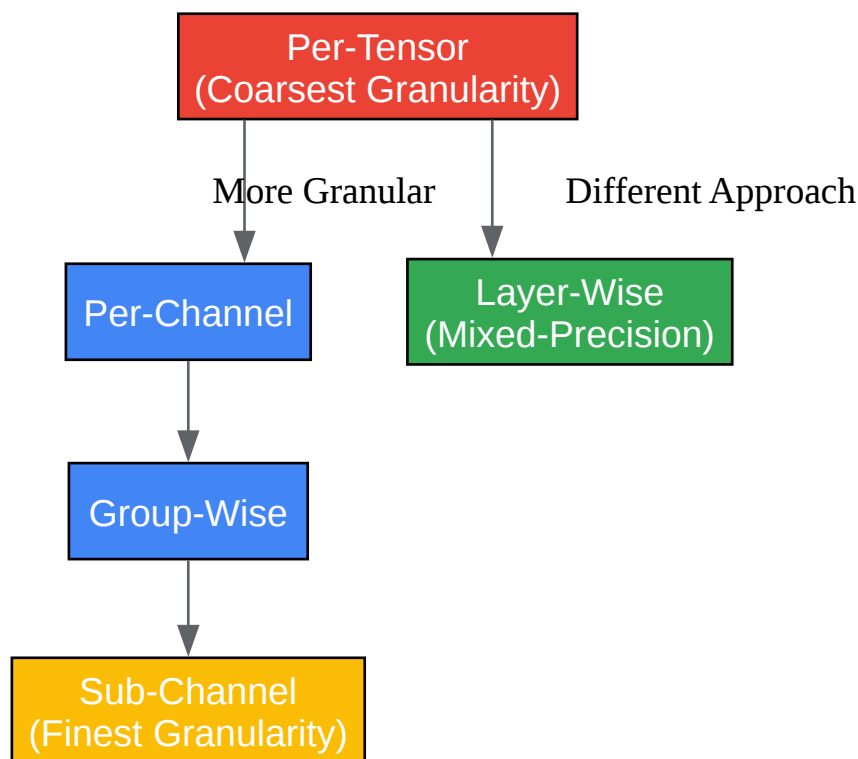 Per-Tensor
(Coarsest Granularity)
More Granular
Different Approach
Per-Channel
Layer-Wise
(Mixed-Precision)
Group-Wise
Sub-Channel
(Finest Granularity)